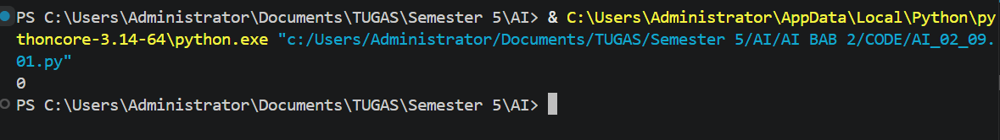 PS C:\Users\Administrator\Documents\TUGAS\Semester 5\AI> & C:\Users\Administrator\AppData\Local\Python\py
thoncore-3.14-64\python.exe "c:/Users/Administrator/Documents/TUGAS/Semester 5/AI/AI BAB 2/CODE/AI_02_09.
01.py"
0
PS C:\Users\Administrator\Documents\TUGAS\Semester 5\AI>